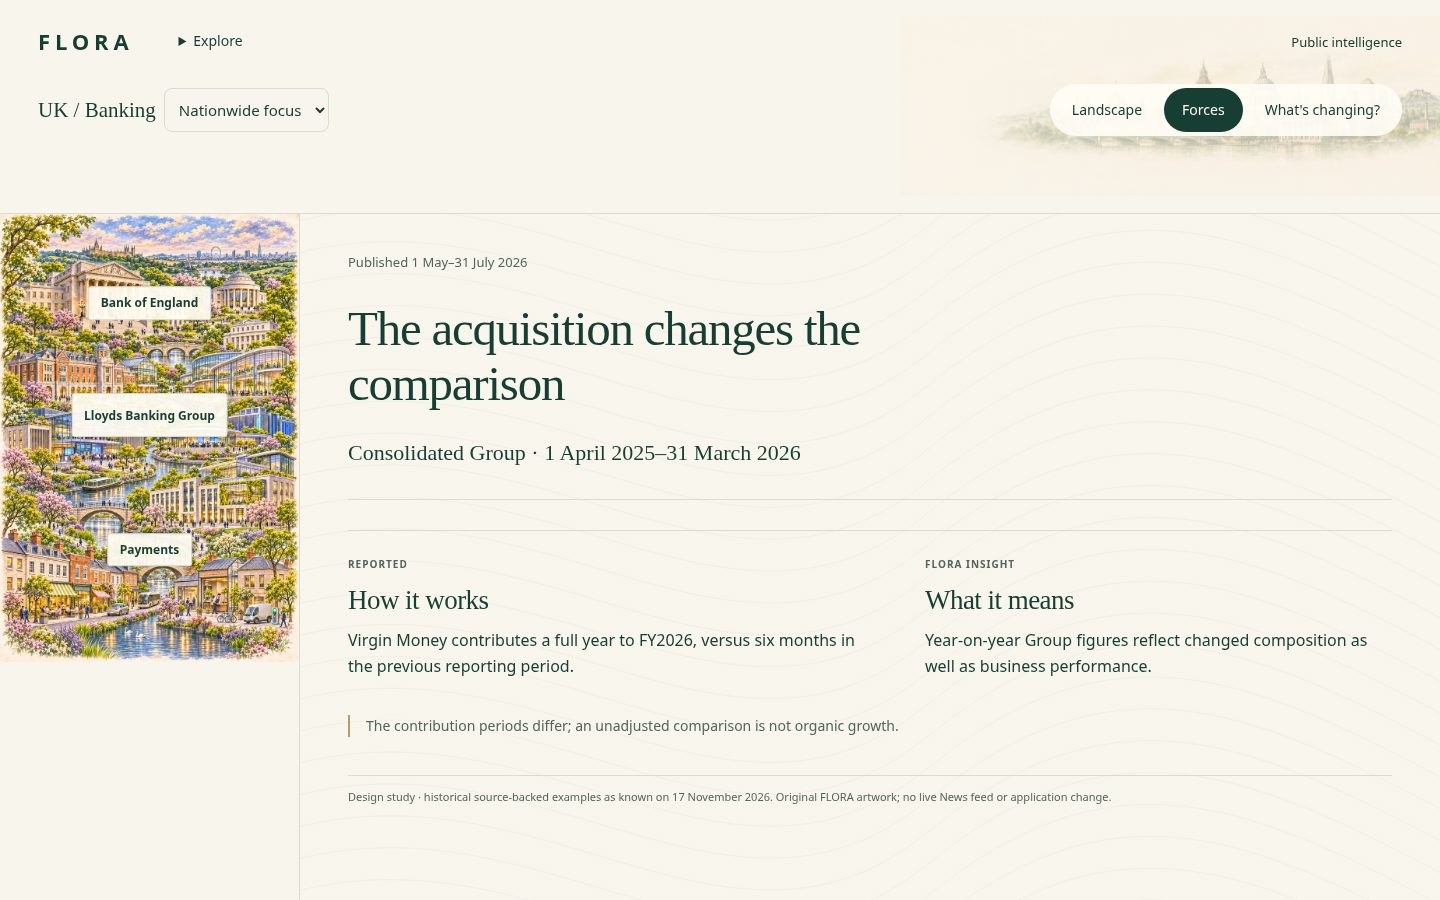 FLORA
Explore
Public intelligence
UK / Banking
Nationwide focus
Landscape
Forces
What's changing?
Bank of England
Lloyds Banking Group
Payments
Published 1 May–31 July 2026
The acquisition changes the
comparison
Consolidated Group · 1 April 2025–31 March 2026
REPORTED
How it works
Virgin Money contributes a full year to FY2026, versus six months in
the previous reporting period.
FLORA INSIGHT
What it means
Year-on-year Group figures reflect changed composition as
well as business performance.
The contribution periods differ; an unadjusted comparison is not organic growth.
Design study · historical source-backed examples as known on 17 November 2026. Original FLORA artwork; no live News feed or application change.